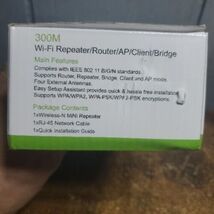 300M
Wi-Fi Repeater/Router/AP/Client/Bridge
Main Features
Complies with IEEE 802.11 B/G/N standards
Supports Router, Repeater, Bridge, Client and AP mode
Four External Antennas
Easy Setup Assistant provides quick & hassle free installation
Supports WPA/WPA2, WPA-PSK/WPA2-PSK encryptions
Package Contents
1xWireless-N MINI Repeater
1xRJ-45 Network Cable
1xQuick Installation Guide